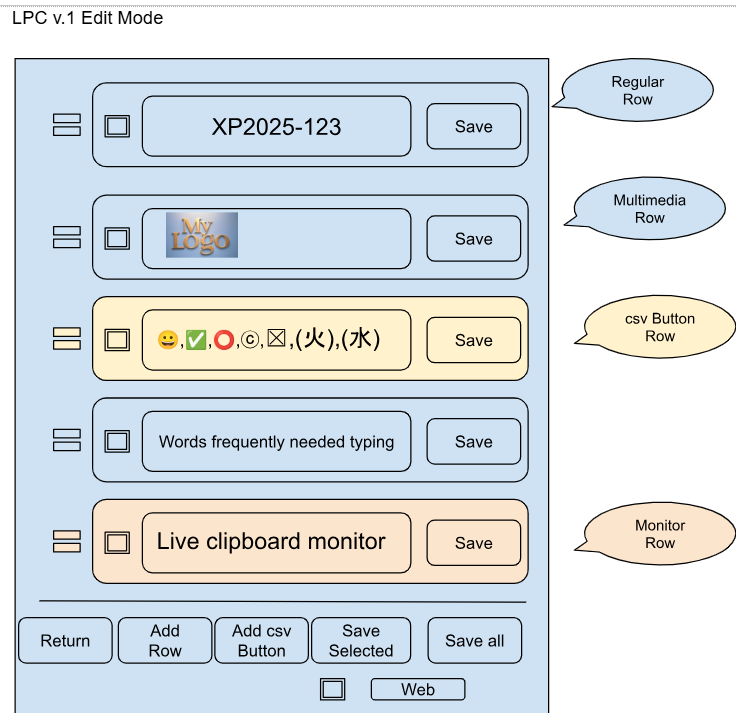 LPC v.1 Edit Mode
XP2025-123
Save
Regular
Row
My
LOGO
Save
Multimedia
Row
😀,✅,⭕,ⓒ,☒,(火),(水)
Save
csv Button
Row
Words frequently needed typing
Save
Live clipboard monitor
Save
Monitor
Row
Return
Add
Row
Add csv
Button
Save
Selected
Save all
Web